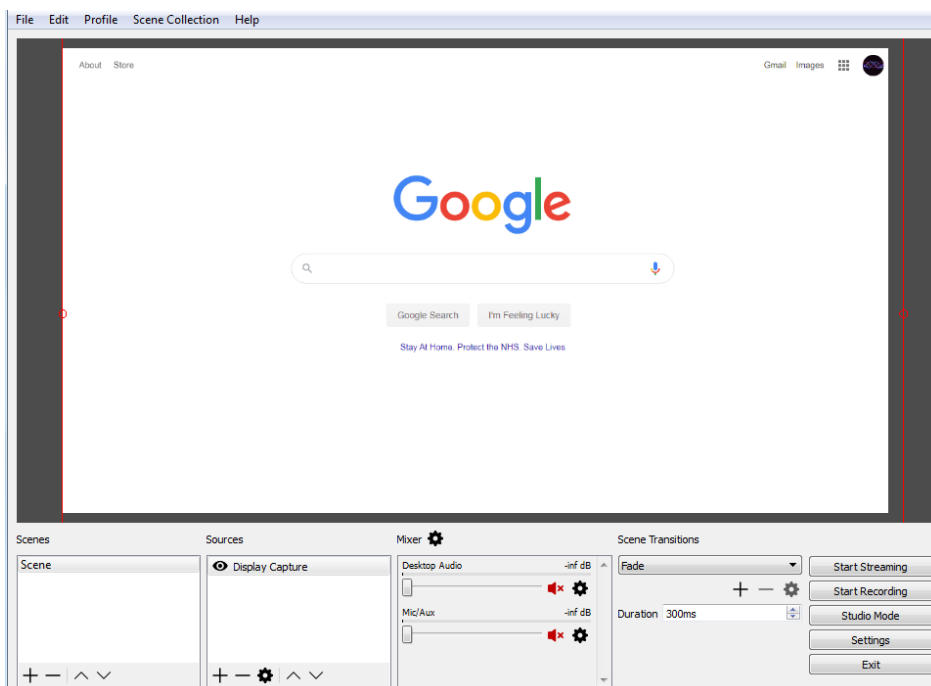 File Edit Profile Scene Collection Help
About Store
Gmail Images
Google
Google Search I'm Feeling Lucky
Stay At Home. Protect the NHS. Save Lives
Scenes
Scene
Sources
Display Capture
Mixer
Desktop Audio -inf dB
Mic/Aux -inf dB
Scene Transitions
Fade
Duration 300ms
Start Streaming
Start Recording
Studio Mode
Settings
Exit